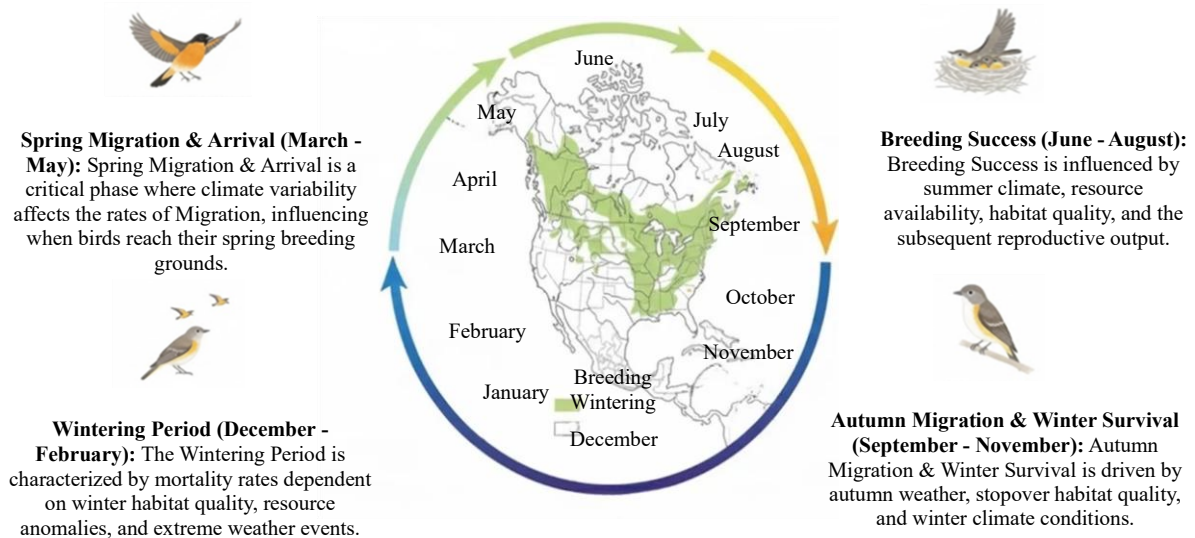 Spring Migration & Arrival (March -
May): Spring Migration & Arrival is a
critical phase where climate variability
affects the rates of Migration, influencing
when birds reach their spring breeding
grounds.
Wintering Period (December -
February): The Wintering Period is
characterized by mortality rates dependent
on winter habitat quality, resource
anomalies, and extreme weather events.
June
May
July
August
April
September
March
October
February
November
January
Breeding
Wintering
December
Breeding Success (June - August):
Breeding Success is influenced by
summer climate, resource
availability, habitat quality, and the
subsequent reproductive output.
Autumn Migration & Winter Survival
(September - November): Autumn
Migration & Winter Survival is driven by
autumn weather, stopover habitat quality,
and winter climate conditions.